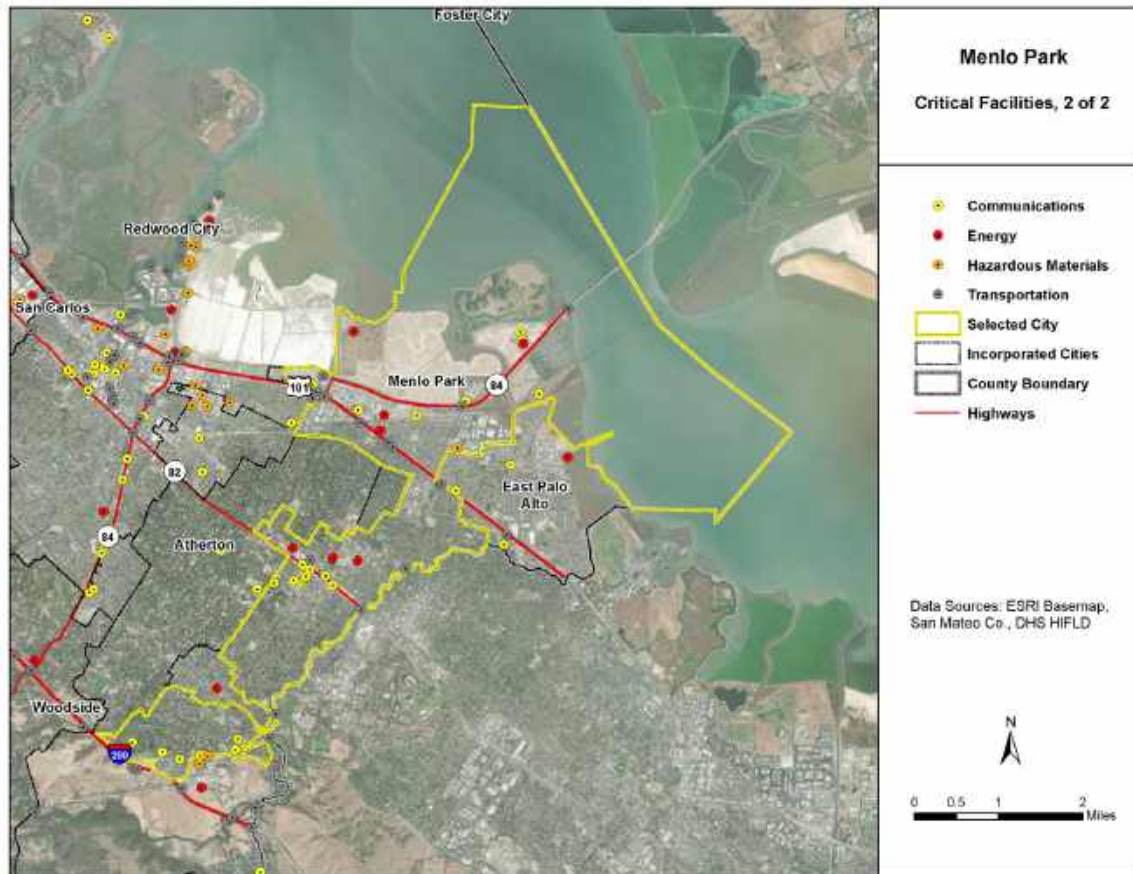 Foster City
Redwood City
San Carlos
101
Menlo Park
84
82
East Palo
Alto
84
Atherton
Woodside
280
Menlo Park
Critical Facilities, 2 of 2
Communications
Energy
Hazardous Materials
Transportation
Selected City
Incorporated Cities
County Boundary
Highways
Data Sources: ESRI Basemap,
San Mateo Co., DHS HIFLD
N
0 0.5 1 2
Miles